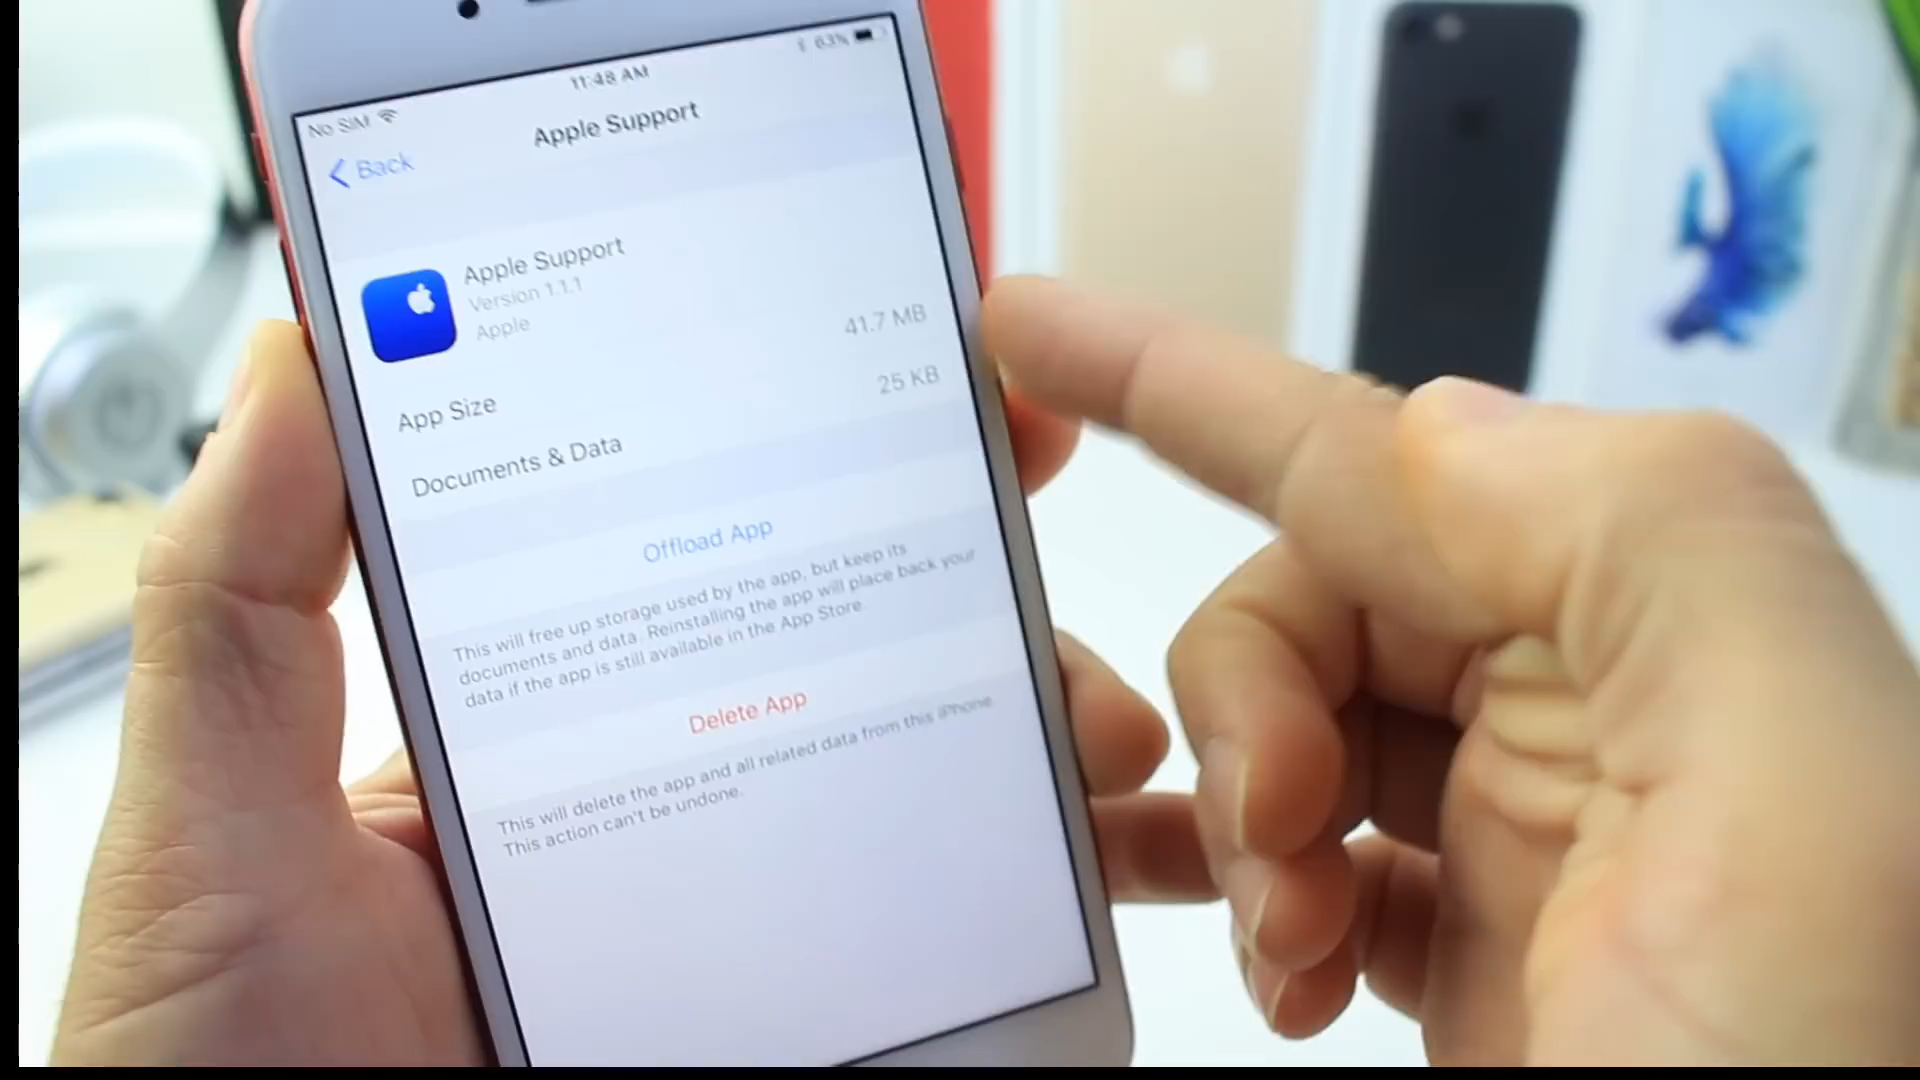 No SIM
11:48 AM
63%
Back
Apple Support
Apple Support
Version 1.1.1
Apple
App Size
41.7 MB
Documents & Data
25 KB
Offload App
This will free up storage used by the app, but keep its
documents and data. Reinstalling the app will place back your
data if the app is still available in the App Store.
Delete App
This will delete the app and all related data from this iPhone.
This action can't be undone.